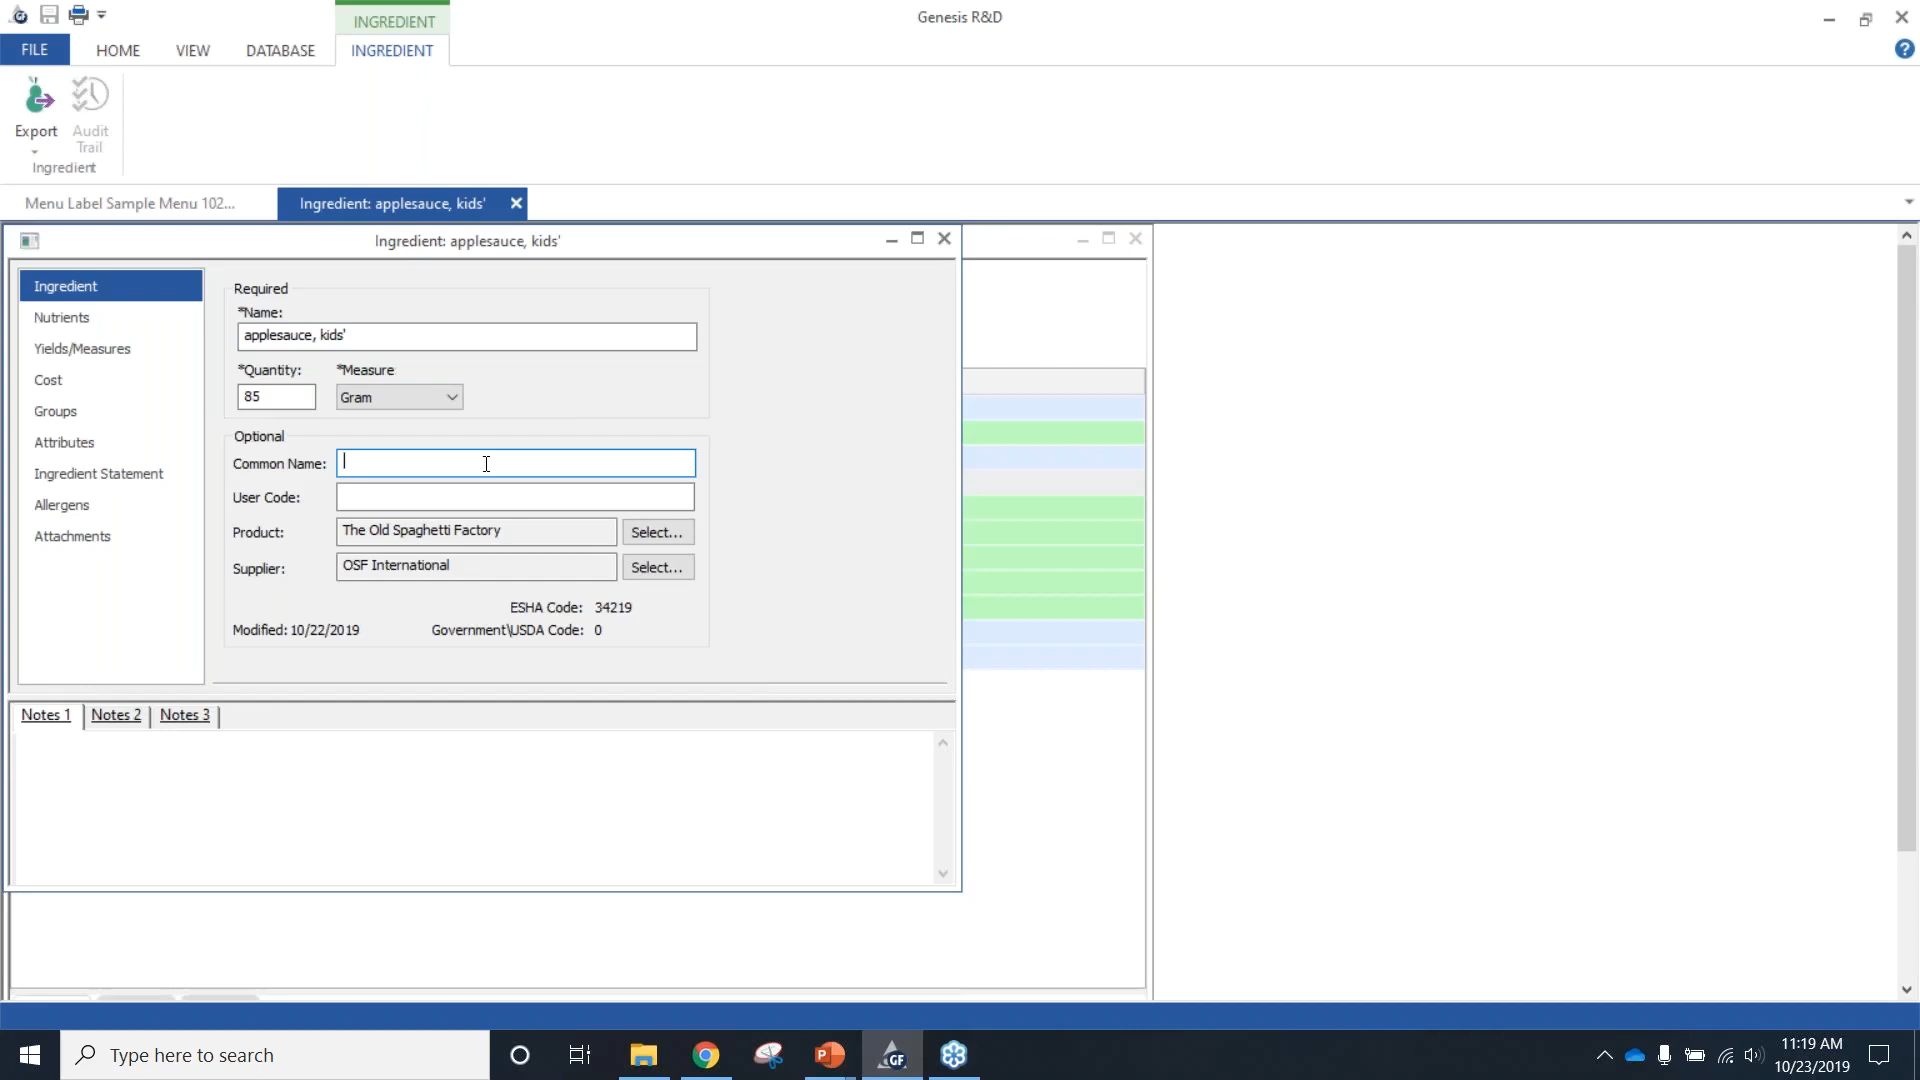 INGREDIENT
Genesis R&D
FILE
HOME
VIEW
DATABASE
INGREDIENT
?
Export
Audit
Trail
Ingredient
Menu Label Sample Menu 102...
Ingredient: applesauce, kids'
Ingredient: applesauce, kids'
Ingredient
Nutrients
Yields/Measures
Cost
Groups
Attributes
Ingredient Statement
Allergens
Attachments
Required
*Name:
applesauce, kids'
*Quantity:
*Measure
85
Gram
Optional
Common Name:
User Code:
Product:
The Old Spaghetti Factory
Select...
Supplier:
OSF International
Select...
ESHA Code: 34219
Modified: 10/22/2019
Government\USDA Code: 0
Notes 1
Notes 2
Notes 3
Type here to search
P
GF
11:19 AM
10/23/2019